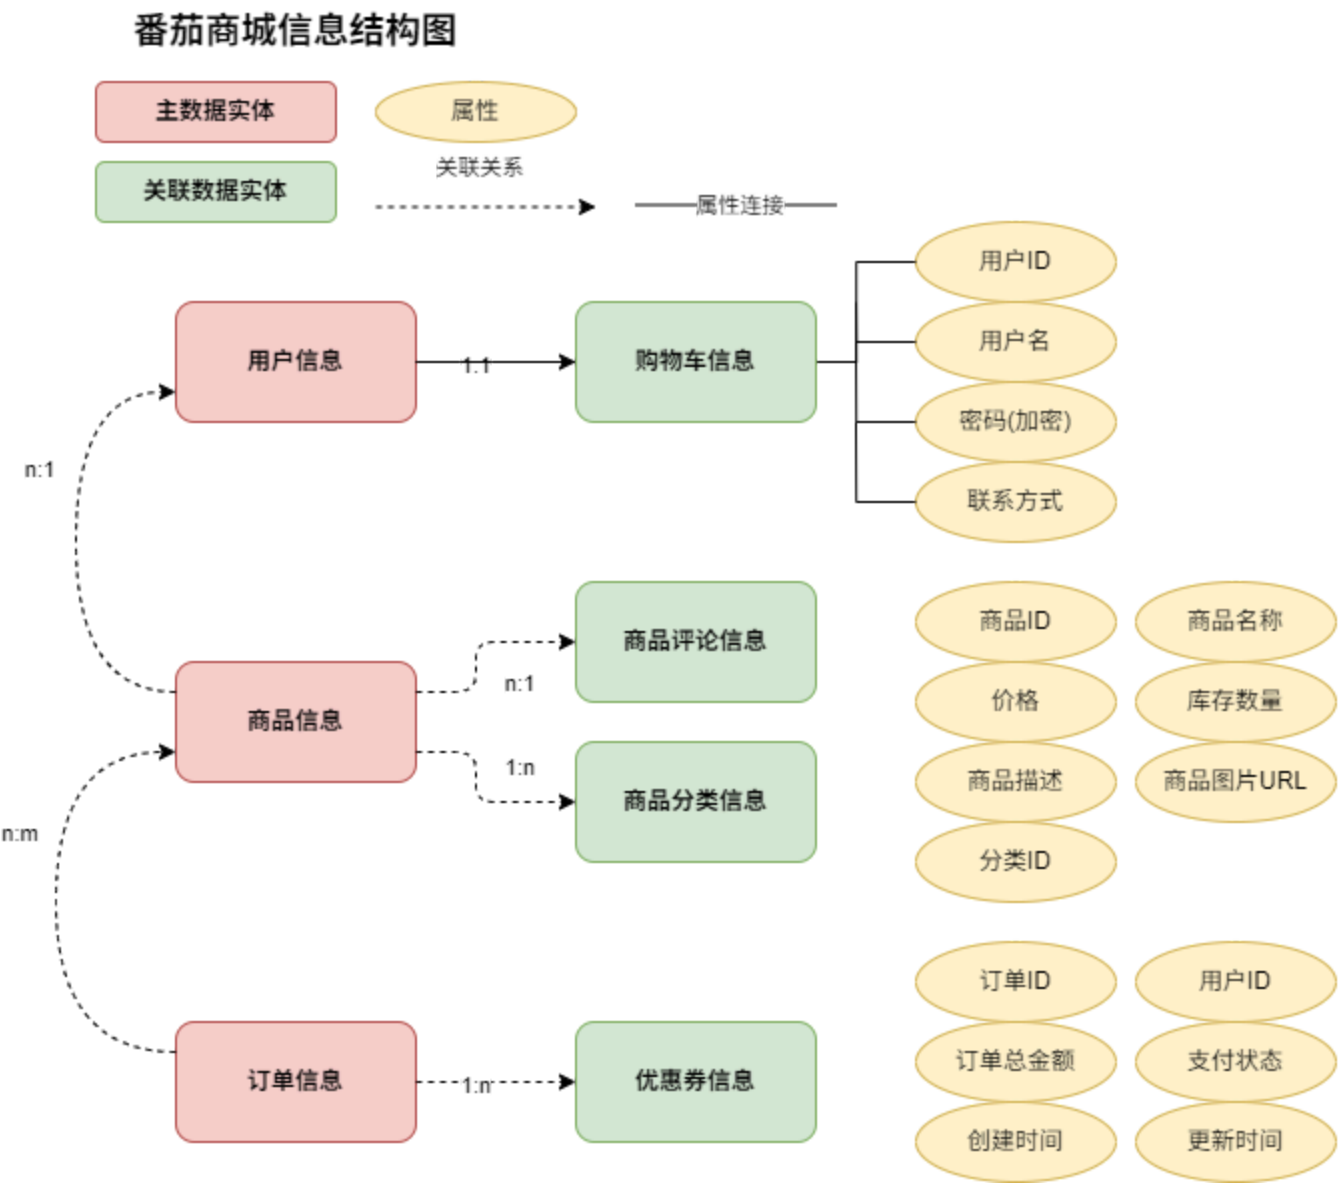 番茄商城信息结构图
主数据实体
属性
关联数据实体
关联关系
属性连接
用户信息
1:1
购物车信息
用户ID
用户名
密码(加密)
联系方式
n:1
商品信息
n:1
1:n
商品评论信息
商品分类信息
商品ID
商品名称
价格
库存数量
商品描述
商品图片URL
分类ID
n:m
订单信息
1:n
优惠券信息
订单ID
用户ID
订单总金额
支付状态
创建时间
更新时间